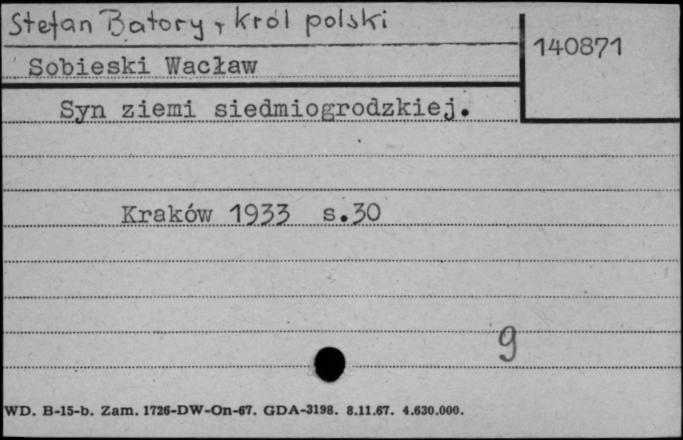 Stefan Batory, król polski
140871
Sobieski Wacław
Syn ziemi siedmiogrodzkiej.
Kraków 1933 s.30
9
WD. B-15-b. Zam. 1726-DW-On-67. GDA-3198. 8.11.67. 4.630.000.